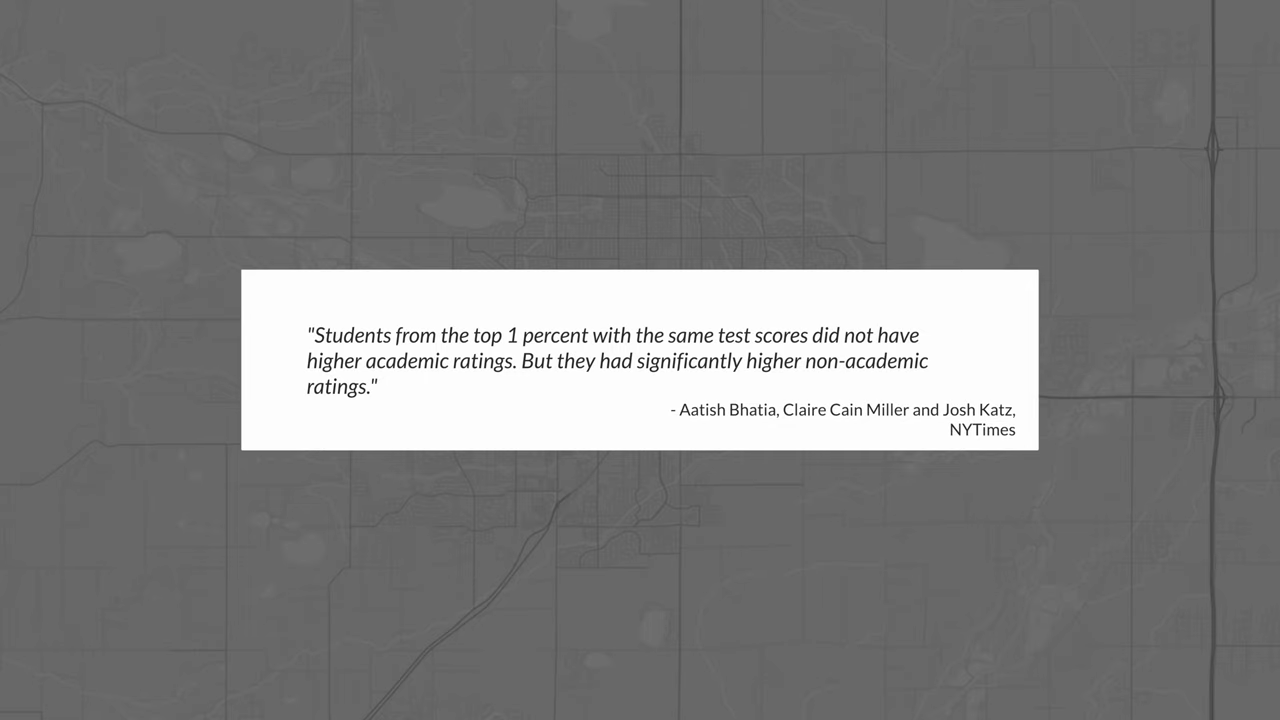 "Students from the top 1 percent with the same test scores did not have
higher academic ratings. But they had significantly higher non-academic
ratings."
- Aatish Bhatia, Claire Cain Miller and Josh Katz,
NYTimes